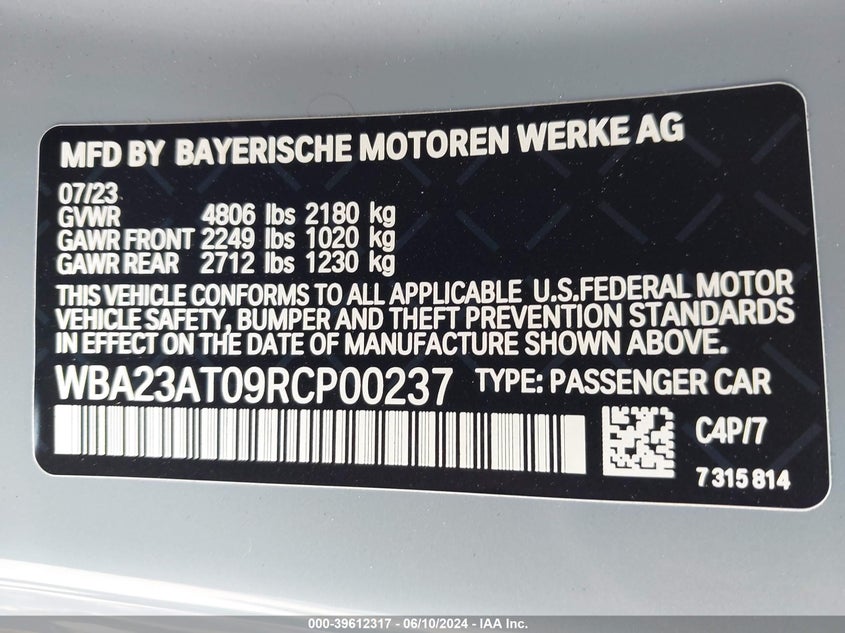 MFD BY BAYERISCHE MOTOREN WERKE AG
07/23
GVWR 4806 lbs 2180 kg
GAWR FRONT 2249 lbs 1020 kg
GAWR REAR 2712 lbs 1230 kg
THIS VEHICLE CONFORMS TO ALL APPLICABLE U.S.FEDERAL MOTOR
VEHICLE SAFETY, BUMPER AND THEFT PREVENTION STANDARDS
IN EFFECT ON THE DATE OF MANUFACTURE SHOWN ABOVE.
WBA23AT09RCP00237 TYPE: PASSENGER CAR
C4P/7
7 315 814
000-39612317 - 06/10/2024 - IAA Inc.